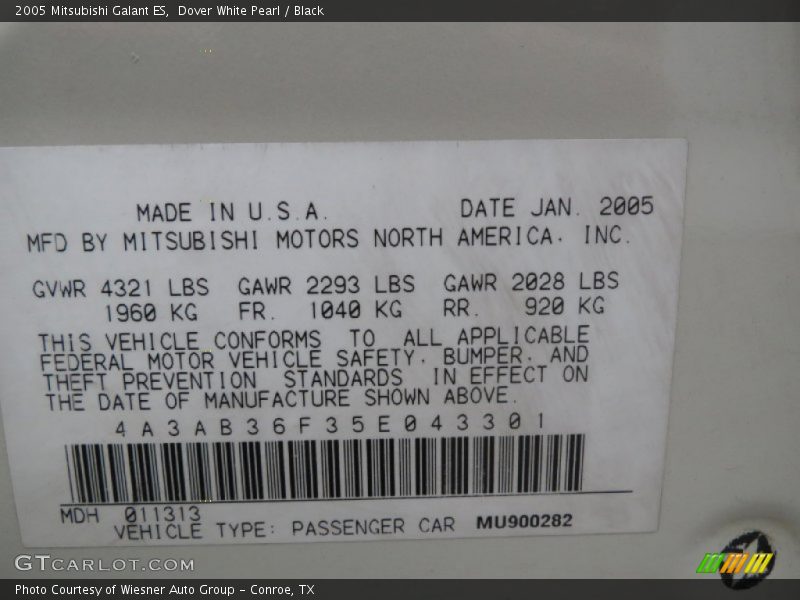 2005 Mitsubishi Galant ES,  Dover White Pearl / Black
MADE IN U.S.A. DATE JAN. 2005
MFD BY MITSUBISHI MOTORS NORTH AMERICA. INC.
GVWR 4321 LBS GAWR 2293 LBS GAWR 2028 LBS
1960 KG FR. 1040 KG RR. 920 KG
THIS VEHICLE CONFORMS TO ALL APPLICABLE
FEDERAL MOTOR VEHICLE SAFETY. BUMPER. AND
THEFT PREVENTION STANDARDS IN EFFECT ON
THE DATE OF MANUFACTURE SHOWN ABOVE.
4A3AB36F35E043301
MDH 011313
VEHICLE TYPE: PASSENGER CAR MU900282
GTCARLOT.COM
Photo Courtesy of Wiesner Auto Group - Conroe, TX